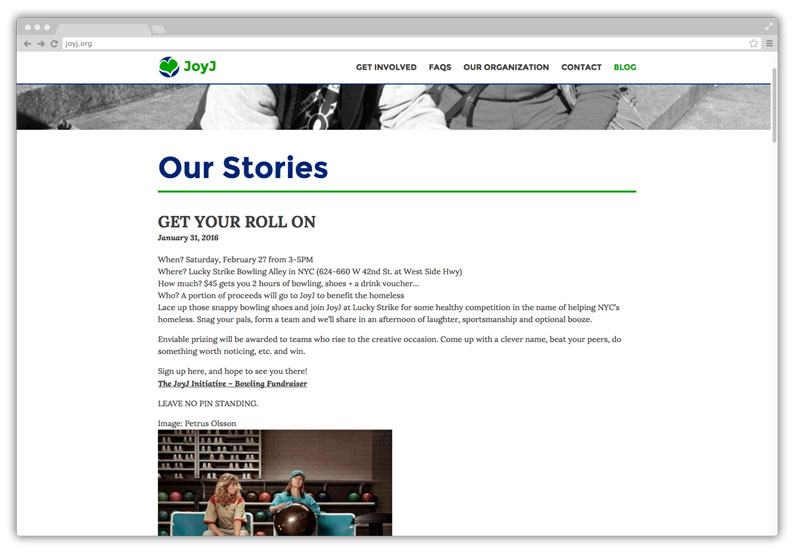 joyj.org
JoyJ
GET INVOLVED FAQS OUR ORGANIZATION CONTACT BLOG
Our Stories
GET YOUR ROLL ON
January 31, 2016
When? Saturday, February 27 from 3-5PM
Where? Lucky Strike Bowling Alley in NYC (624-660 W 42nd St. at West Side Hwy)
How much? $45 gets you 2 hours of bowling, shoes + a drink voucher…
Who? A portion of proceeds will go to JoyJ to benefit the homeless
Lace up those snappy bowling shoes and join JoyJ at Lucky Strike for some healthy competition in the name of helping NYC's
homeless. Snag your pals, form a team and we'll share in an afternoon of laughter, sportsmanship and optional booze.
Enviable prizing will be awarded to teams who rise to the creative occasion. Come up with a clever name, beat your peers, do
something worth noticing, etc. and win.
Sign up here, and hope to see you there!
The JoyJ Initiative – Bowling Fundraiser
LEAVE NO PIN STANDING.
Image: Petrus Olsson